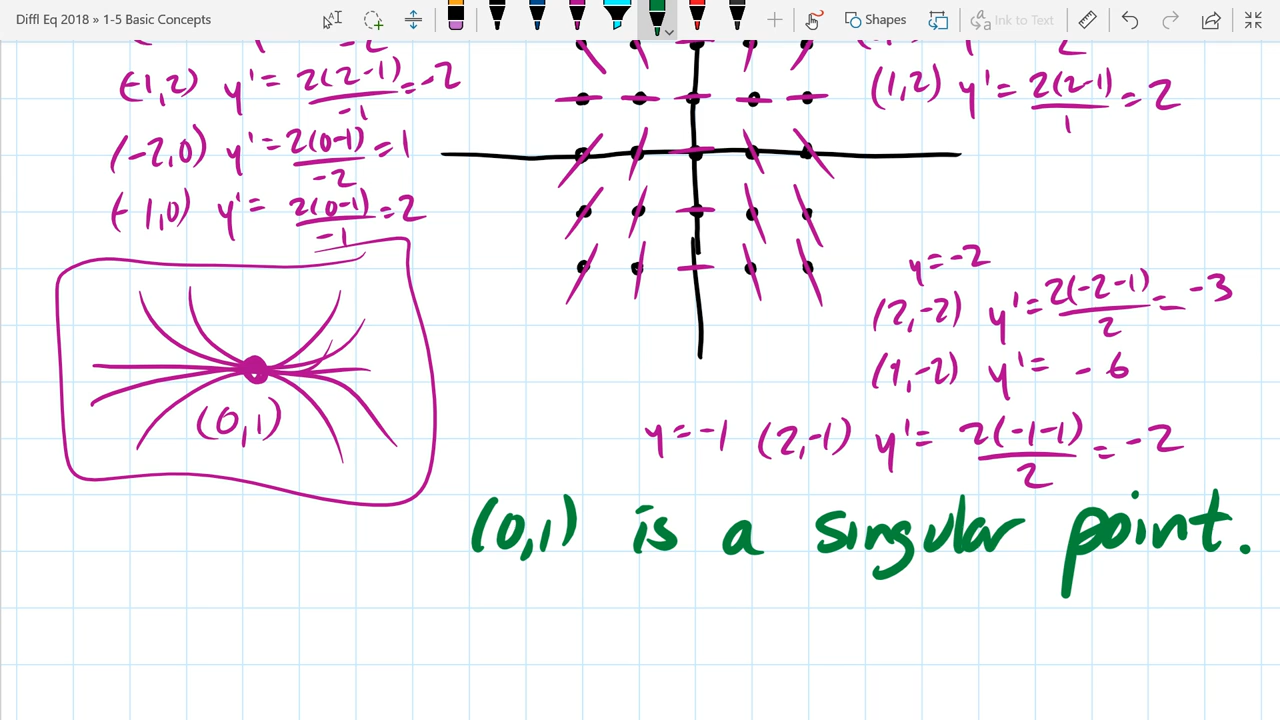 Diffl Eq 2018 » 1-5 Basic Concepts
Shapes
Ink to Text
(-1,2) y' = 2(2-1)/-1 = -2
(-2,0) y' = 2(0-1)/-2 = 1
(-1,0) y' = 2(0-1)/-1 = 2
(0,1)
(1,2) y' = 2(2-1)/1 = 2
y = -2
(2,-2) y' = 2(-2-1)/2 = -3
(1,-2) y' = -6
y = -1 (2,-1) y' = 2(-1-1)/2 = -2
(0,1) is a singular point.